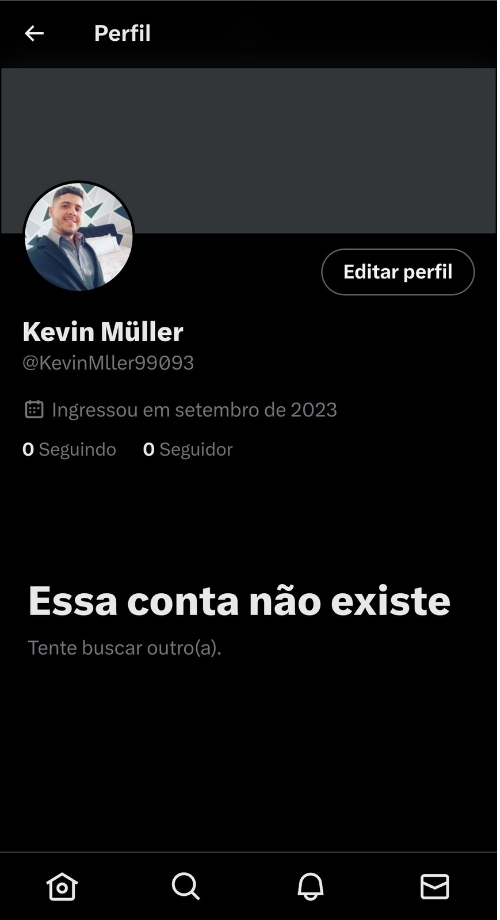 Perfil
Editar perfil
Kevin Müller
@KevinMller99093
Ingressou em setembro de 2023
0 Seguindo 0 Seguidor
Essa conta não existe
Tente buscar outro(a).